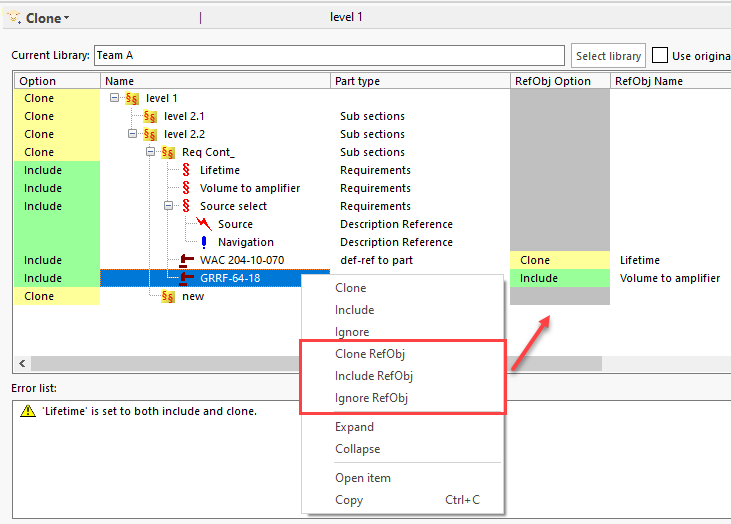 Clone level 1
Current Library: Team A Select library Use origina
Option Name Part type RefObj Option RefObj Name
Clone level 1
Clone level 2.1 Sub sections
Clone level 2.2 Sub sections
Clone Req Cont_ Sub sections
Include Lifetime Requirements
Include Volume to amplifier Requirements
Include Source select Requirements
Source Description Reference
Navigation Description Reference
Include WAC 204-10-070 def-ref to part Clone Lifetime
Include GRRF-64-18 Include Volume to amplifier
Clone new
Clone
Include
Ignore
Clone RefObj
Include RefObj
Ignore RefObj
Expand
Collapse
Open item
Copy Ctrl+C
Error list:
'Lifetime' is set to both include and clone.